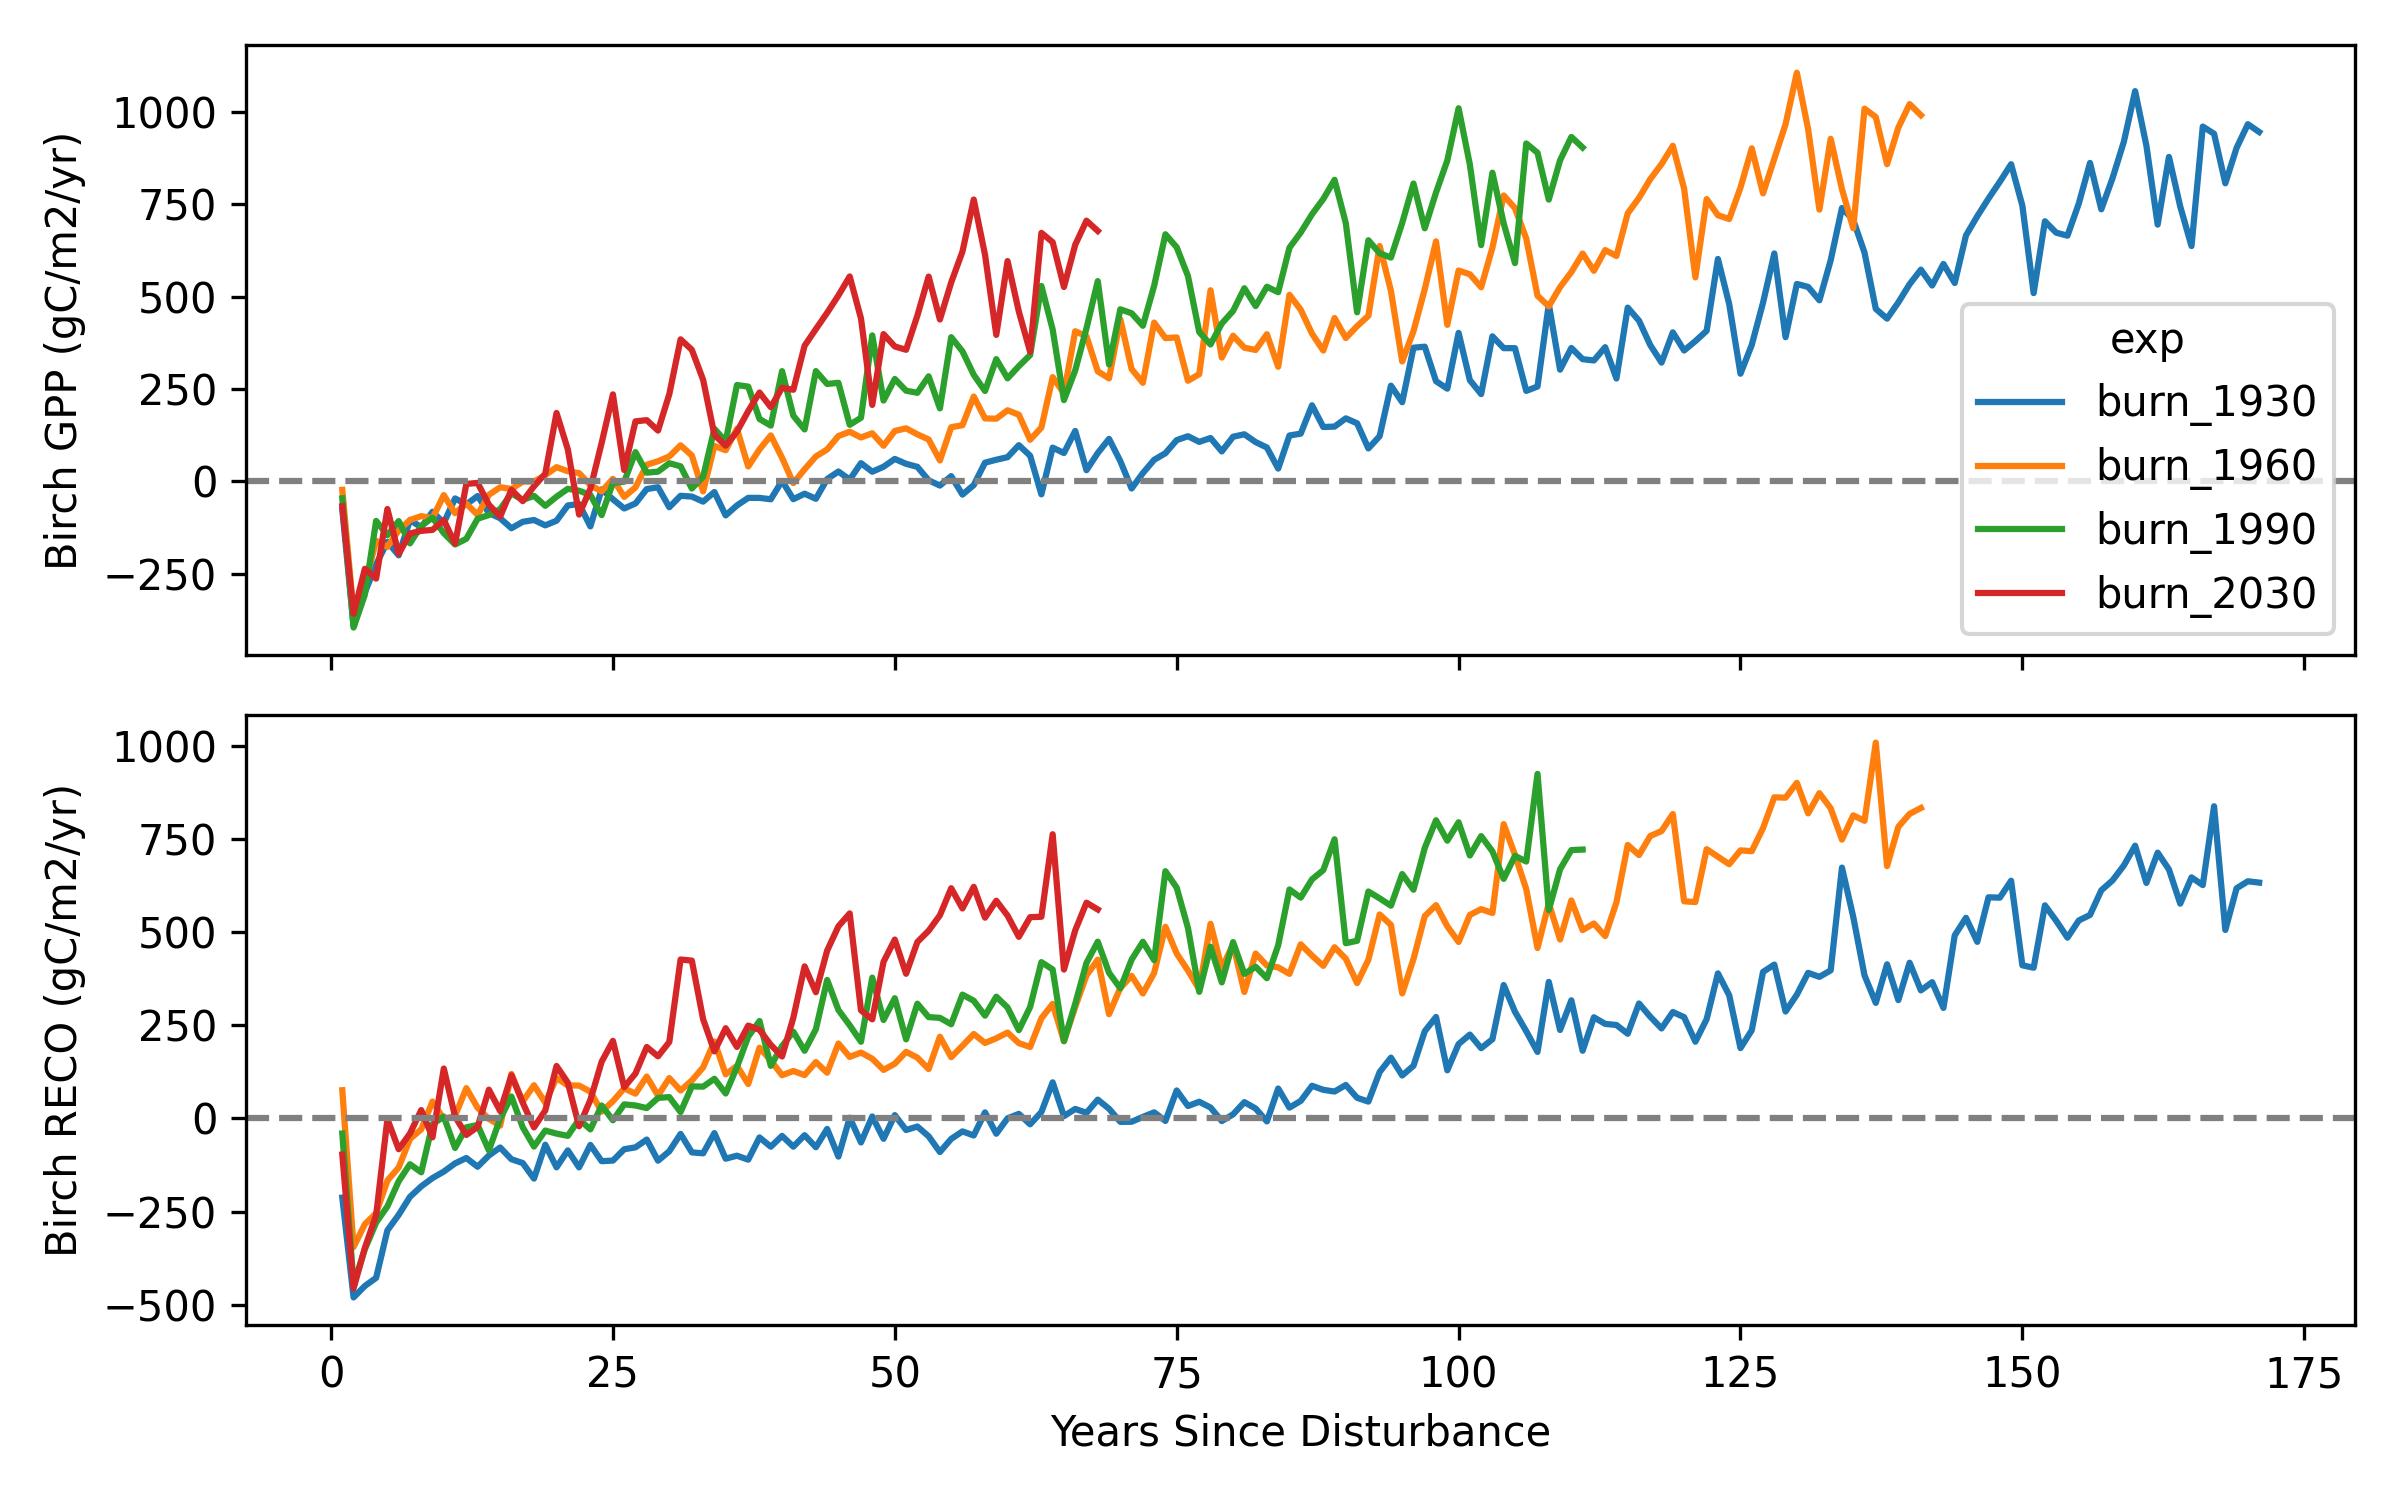 Birch GPP (gC/m2/yr)
1000
750
500
250
0
−250
exp
burn_1930
burn_1960
burn_1990
burn_2030
Birch RECO (gC/m2/yr)
1000
750
500
250
0
−250
−500
0 25 50 75 100 125 150 175
Years Since Disturbance